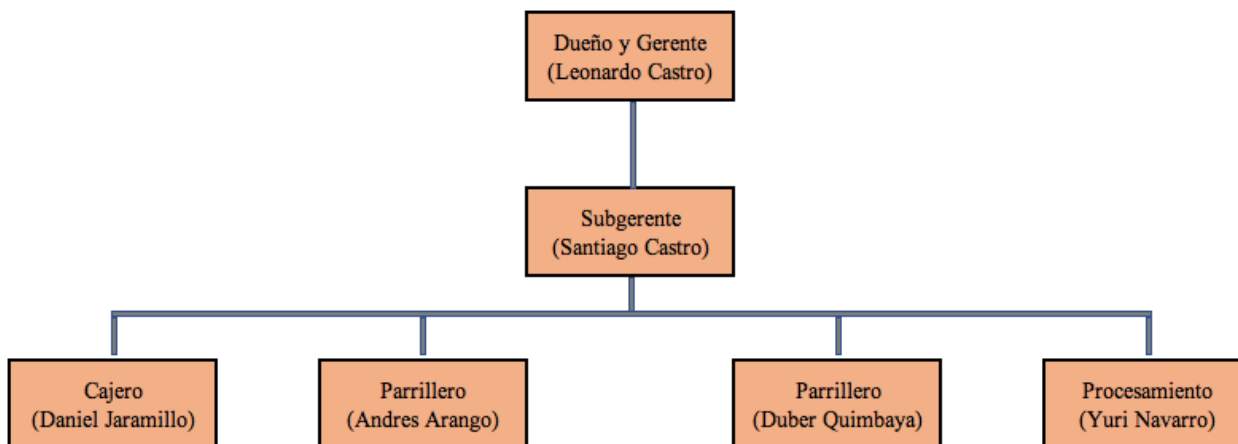 Dueño y Gerente
(Leonardo Castro)
Subgerente
(Santiago Castro)
Cajero
(Daniel Jaramillo)
Parrillero
(Andres Arango)
Parrillero
(Duber Quimbaya)
Procesamiento
(Yuri Navarro)